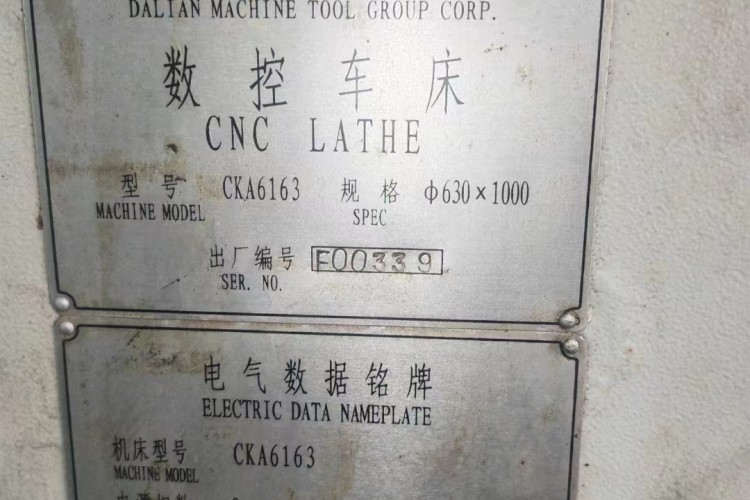 DALIAN MACHINE TOOL GROUP CORP.
数控车床
CNC LATHE
型号 CKA6163 规格 φ630×1000
MACHINE MODEL SPEC
出厂编号 F00339
SER. NO.
电气数据铭牌
ELECTRIC DATA NAMEPLATE
机床型号 CKA6163
MACHINE MODEL